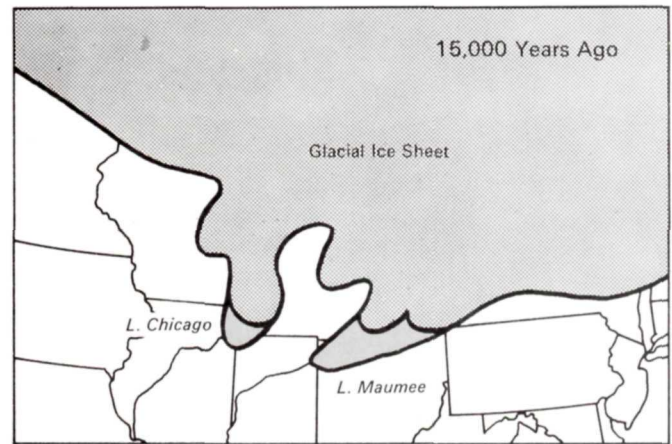 15,000 Years Ago
Glacial Ice Sheet
L. Chicago
L. Maumee